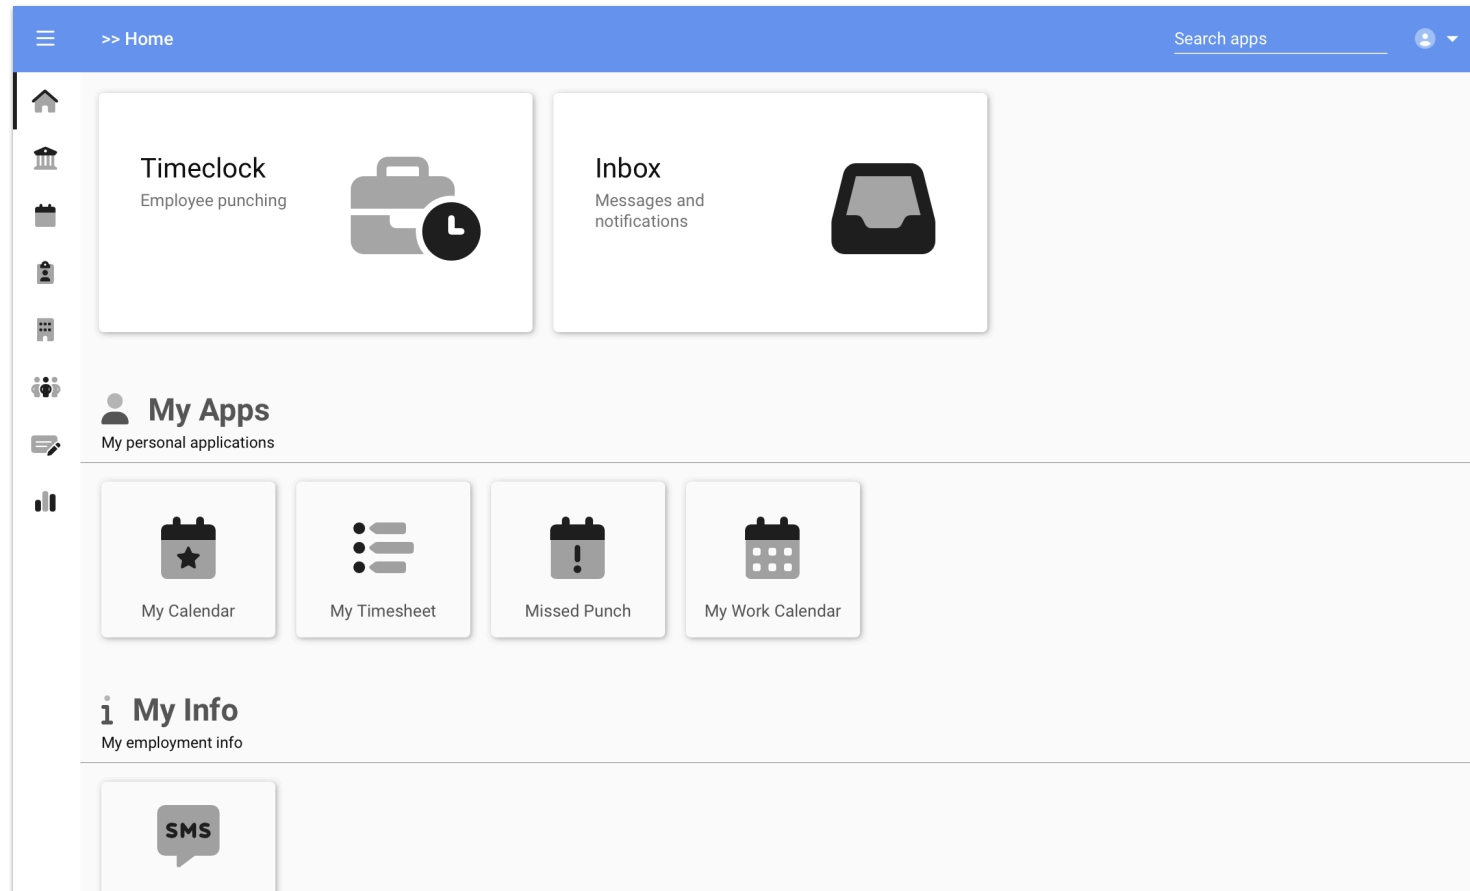 >> Home
Search apps
Timeclock
Employee punching
Inbox
Messages and
notifications
My Apps
My personal applications
My Calendar
My Timesheet
Missed Punch
My Work Calendar
My Info
My employment info
SMS